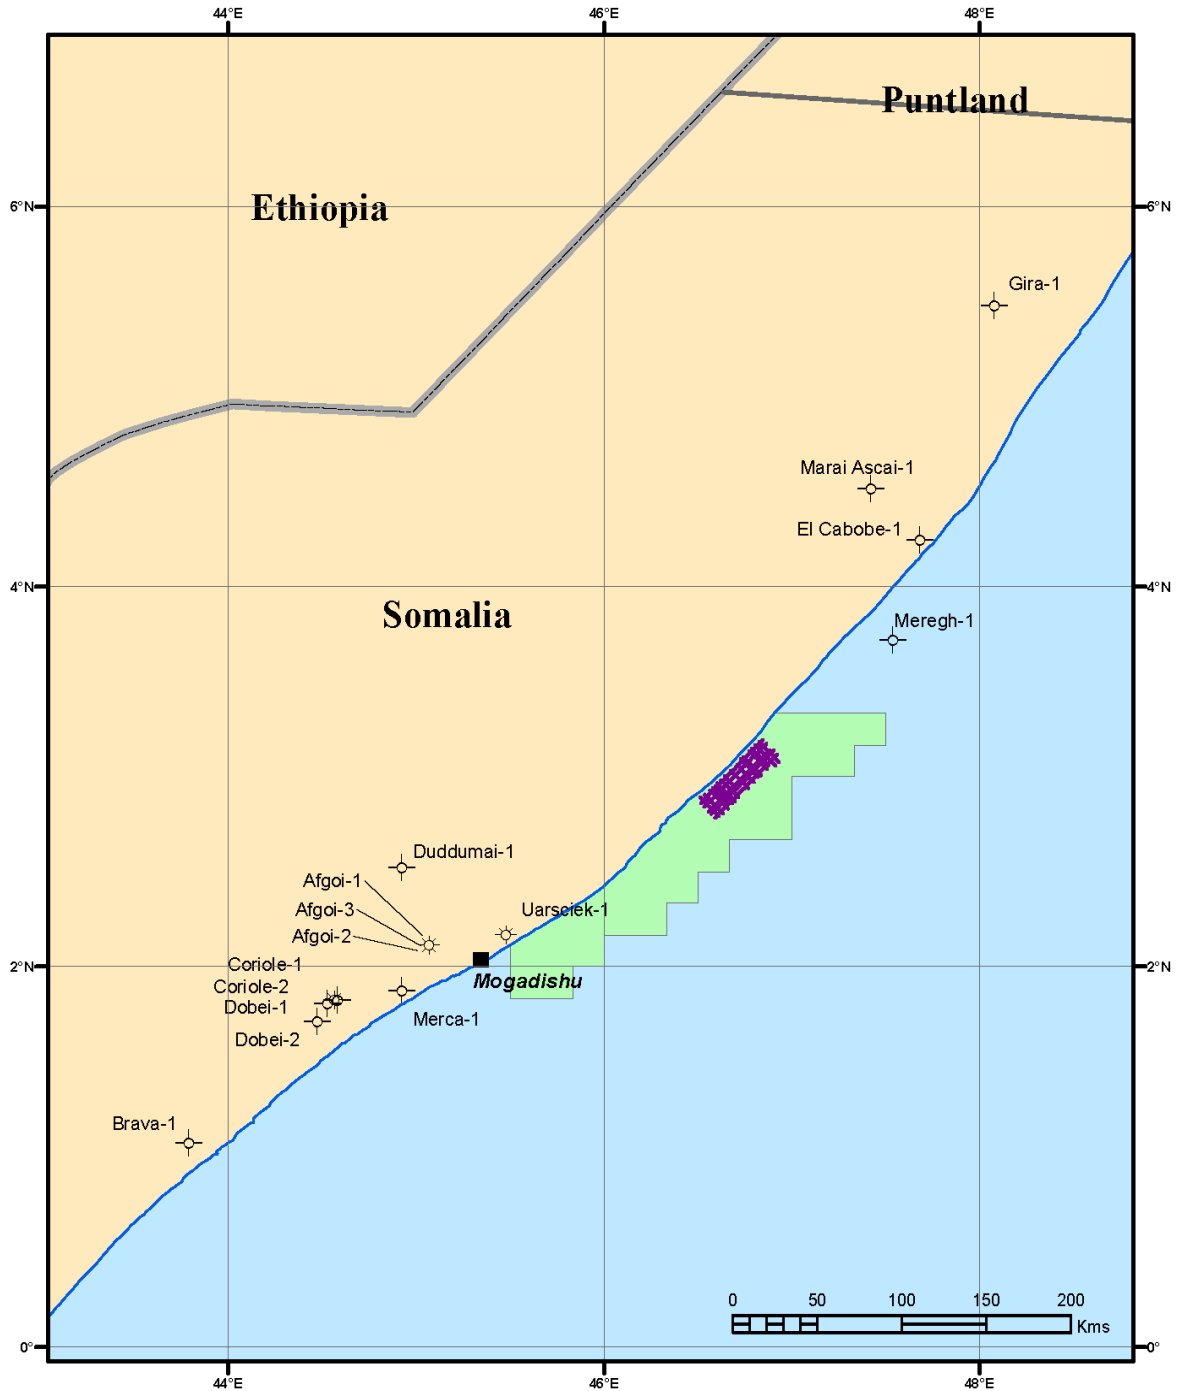 44°E
46°E
48°E
Puntland
6°N
Ethiopia
6°N
Gira-1
Marai Ascai-1
El Cabobe-1
4°N
4°N
Somalia
Meregh-1
Duddumai-1
Afgoi-1
Afgoi-3
Uarsciek-1
Afgoi-2
Coriole-1
2°N
2°N
Mogadishu
Coriole-2
Dobei-1
Merca-1
Dobei-2
Brava-1
0 50 100 150 200
Kms
0°
0°
44°E
46°E
48°E